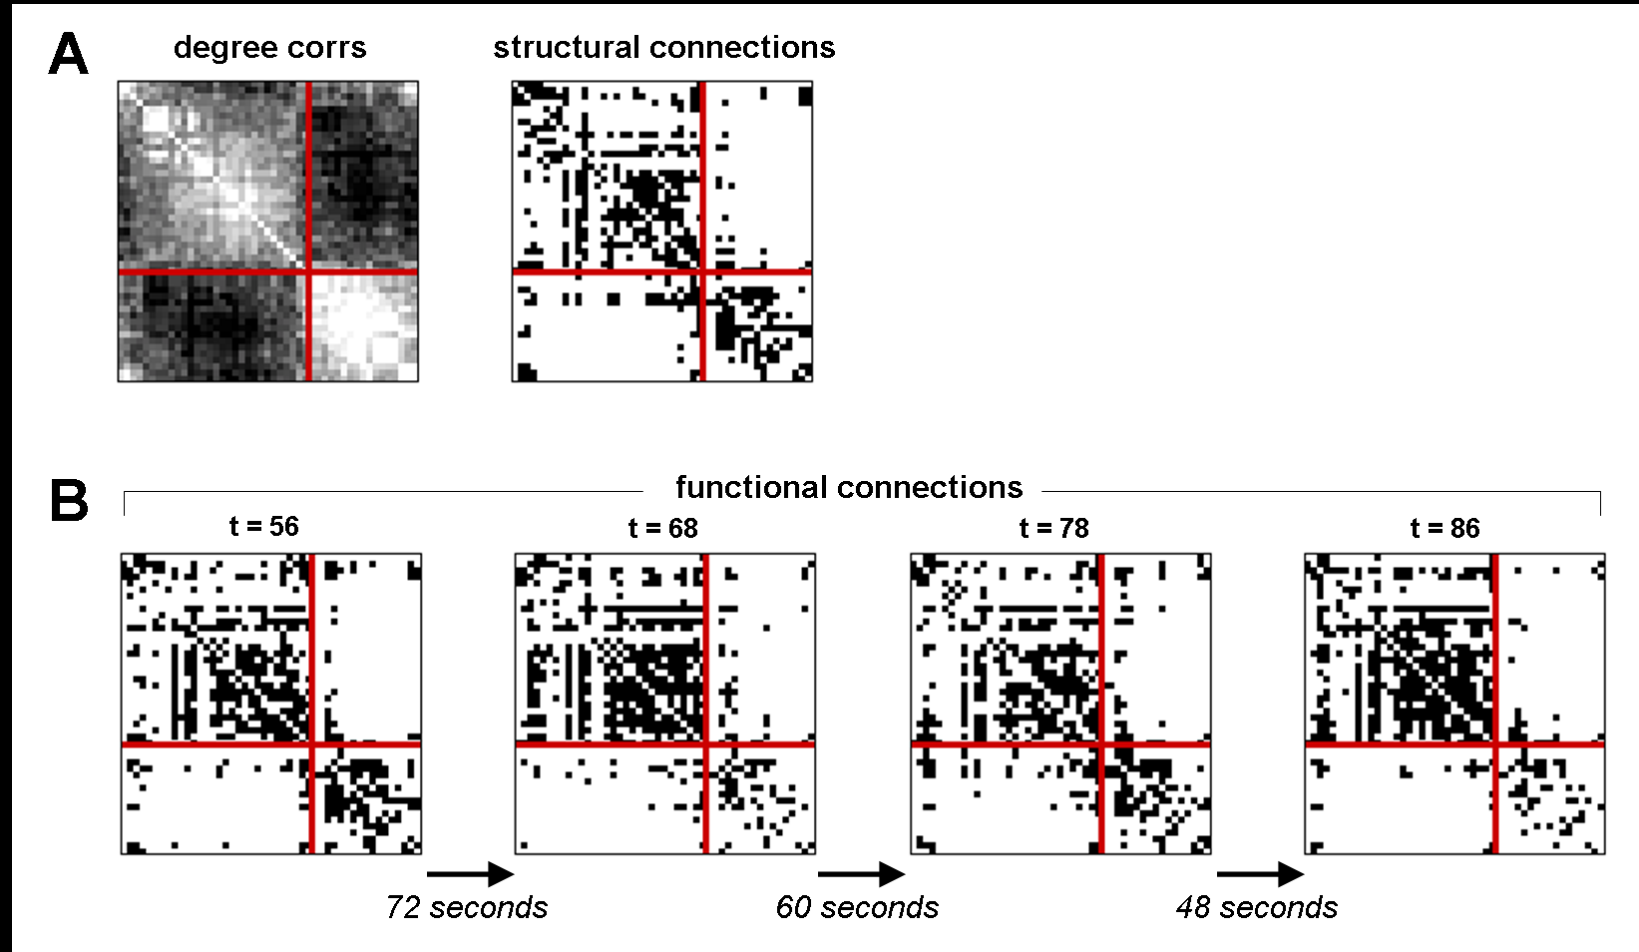 A
degree corrs
structural connections
B
functional connections
t = 56
t = 68
t = 78
t = 86
72 seconds
60 seconds
48 seconds